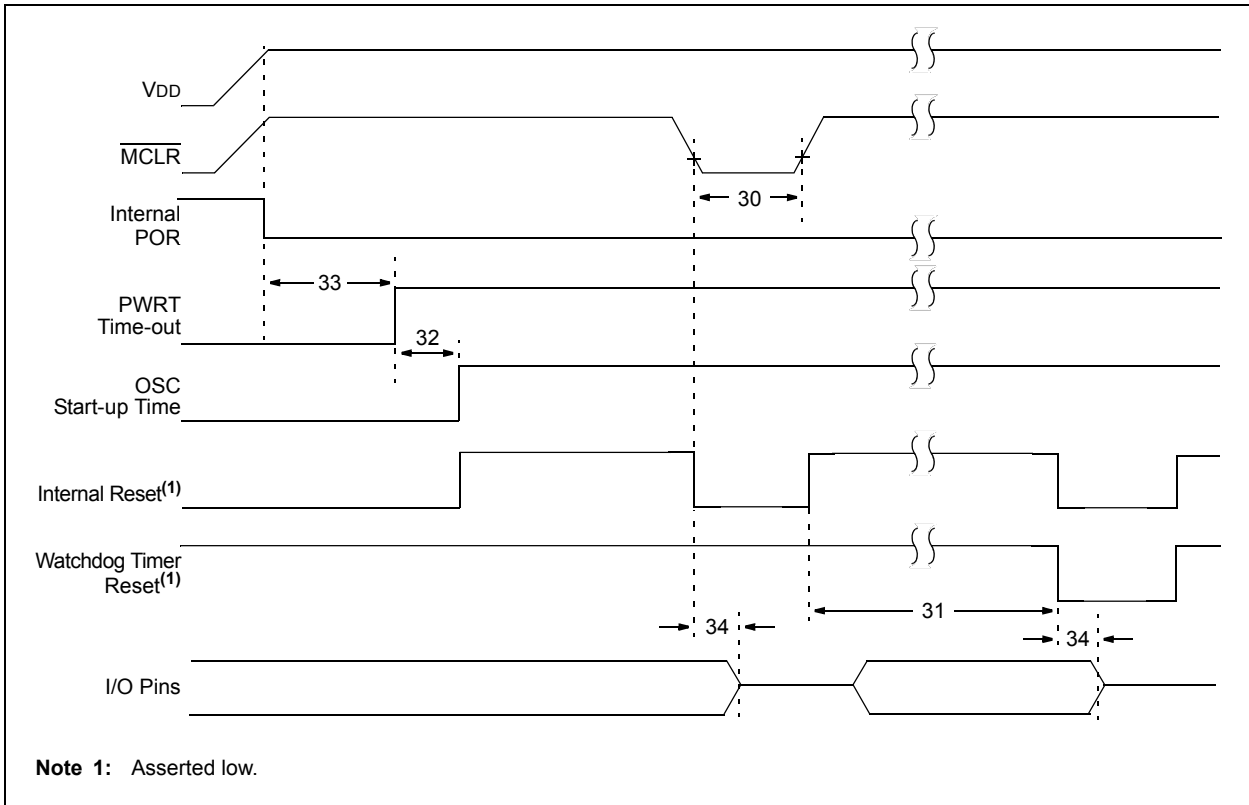 VDD
MCLR
30
Internal
POR
33
PWRT
Time-out
32
OSC
Start-up Time
Internal Reset(1)
Watchdog Timer
Reset(1)
31
34
34
I/O Pins
Note 1: Asserted low.